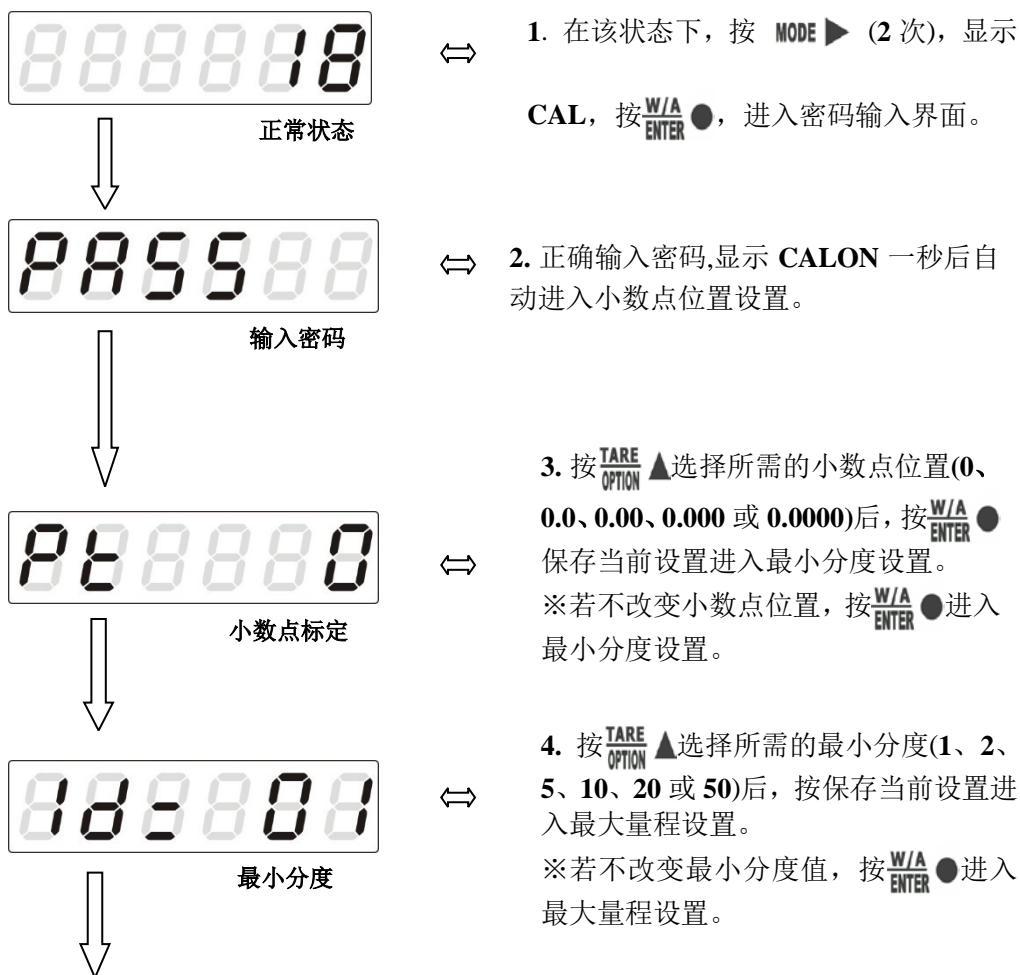 18
正常状态
1. 在该状态下，按 MODE ▶ (2 次)，显示
CAL，按 W/A ENTER ●，进入密码输入界面。
PASS
输入密码
2. 正确输入密码,显示 CALON 一秒后自
动进入小数点位置设置。
Pt 0
小数点标定
3. 按 TARE OPTION ▲选择所需的小数点位置(0、
0.0、0.00、0.000 或 0.0000)后，按 W/A ENTER ●
保存当前设置进入最小分度设置。
※若不改变小数点位置，按 W/A ENTER ●进入
最小分度设置。
1d= 01
最小分度
4. 按 TARE OPTION ▲选择所需的最小分度(1、2、
5、10、20 或 50)后，按保存当前设置进
入最大量程设置。
※若不改变最小分度值，按 W/A ENTER ●进入
最大量程设置。